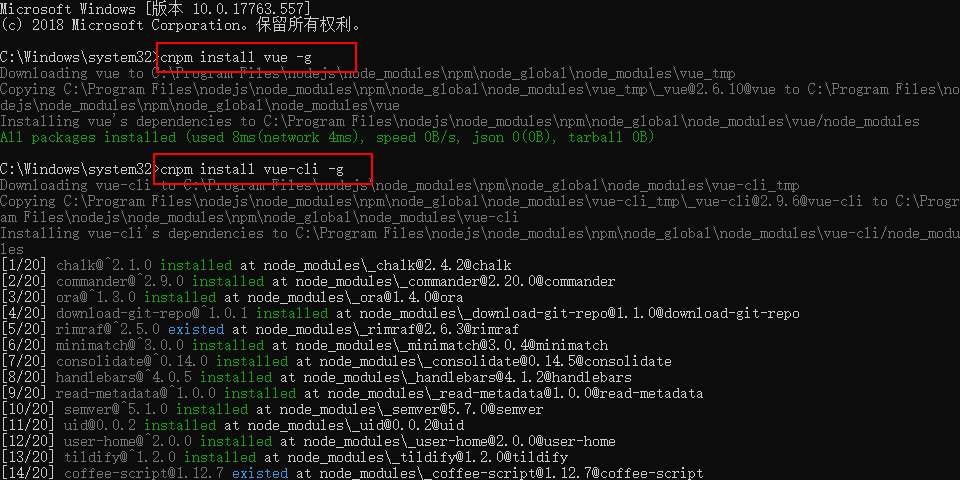 Microsoft Windows [版本 10.0.17763.557]
(c) 2018 Microsoft Corporation。保留所有权利。
C:\Windows\system32>cnpm install vue -g
Downloading vue to C:\Program Files\nodejs\node_modules\npm\node_global\node_modules\vue_tmp
Copying C:\Program Files\nodejs\node_modules\npm\node_global\node_modules\vue_tmp\_vue@2.6.10@vue to C:\Program Files\no
dejs\node_modules\npm\node_global\node_modules\vue
Installing vue's dependencies to C:\Program Files\nodejs\node_modules\npm\node_global\node_modules\vue/node_modules
All packages installed (used 8ms(network 4ms), speed 0B/s, json 0(0B), tarball 0B)
C:\Windows\system32>cnpm install vue-cli -g
Downloading vue-cli to C:\Program Files\nodejs\node_modules\npm\node_global\node_modules\vue-cli_tmp
Copying C:\Program Files\nodejs\node_modules\npm\node_global\node_modules\vue-cli_tmp\_vue-cli@2.9.6@vue-cli to C:\Progr
am Files\nodejs\node_modules\npm\node_global\node_modules\vue-cli
Installing vue-cli's dependencies to C:\Program Files\nodejs\node_modules\npm\node_global\node_modules\vue-cli/node_modu
les
[1/20] chalk@^2.1.0 installed at node_modules\_chalk@2.4.2@chalk
[2/20] commander@^2.9.0 installed at node_modules\_commander@2.20.0@commander
[3/20] ora@^1.3.0 installed at node_modules\_ora@1.4.0@ora
[4/20] download-git-repo@^1.0.1 installed at node_modules\_download-git-repo@1.1.0@download-git-repo
[5/20] rimraf@^2.5.0 existed at node_modules\_rimraf@2.6.3@rimraf
[6/20] minimatch@^3.0.0 installed at node_modules\_minimatch@3.0.4@minimatch
[7/20] consolidate@^0.14.0 installed at node_modules\_consolidate@0.14.5@consolidate
[8/20] handlebars@^4.0.5 installed at node_modules\_handlebars@4.1.2@handlebars
[9/20] read-metadata@^1.0.0 installed at node_modules\_read-metadata@1.0.0@read-metadata
[10/20] semver@^5.1.0 installed at node_modules\_semver@5.7.0@semver
[11/20] uid@0.0.2 installed at node_modules\_uid@0.0.2@uid
[12/20] user-home@^2.0.0 installed at node_modules\_user-home@2.0.0@user-home
[13/20] tildify@^1.2.0 installed at node_modules\_tildify@1.2.0@tildify
[14/20] coffee-script@1.12.7 existed at node_modules\_coffee-script@1.12.7@coffee-script